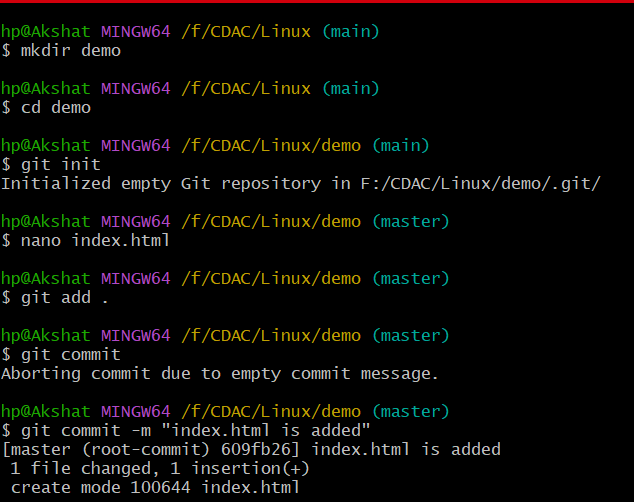 hp@Akshat MINGW64 /f/CDAC/Linux (main)
$ mkdir demo
hp@Akshat MINGW64 /f/CDAC/Linux (main)
$ cd demo
hp@Akshat MINGW64 /f/CDAC/Linux/demo (main)
$ git init
Initialized empty Git repository in F:/CDAC/Linux/demo/.git/
hp@Akshat MINGW64 /f/CDAC/Linux/demo (master)
$ nano index.html
hp@Akshat MINGW64 /f/CDAC/Linux/demo (master)
$ git add .
hp@Akshat MINGW64 /f/CDAC/Linux/demo (master)
$ git commit
Aborting commit due to empty commit message.
hp@Akshat MINGW64 /f/CDAC/Linux/demo (master)
$ git commit -m "index.html is added"
[master (root-commit) 609fb26] index.html is added
 1 file changed, 1 insertion(+)
 create mode 100644 index.html